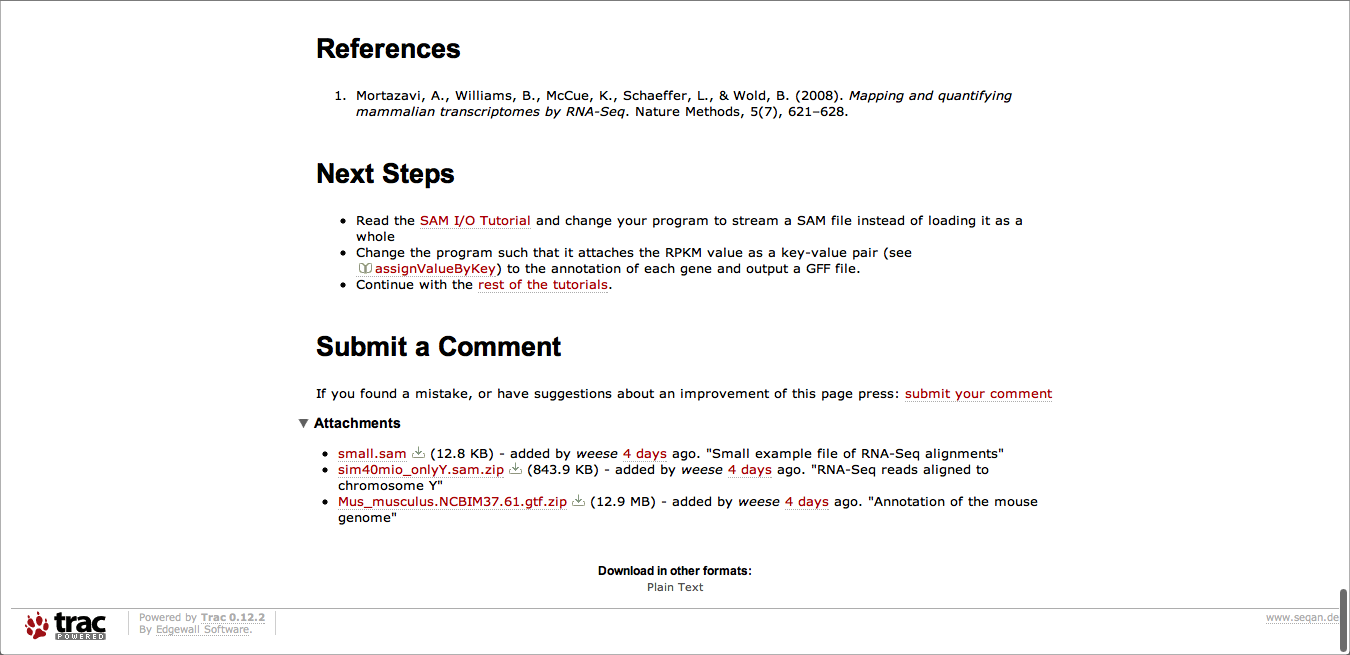 References
1. Mortazavi, A., Williams, B., McCue, K., Schaeffer, L., & Wold, B. (2008). Mapping and quantifying
mammalian transcriptomes by RNA-Seq. Nature Methods, 5(7), 621–628.
Next Steps
• Read the SAM I/O Tutorial and change your program to stream a SAM file instead of loading it as a
whole
• Change the program such that it attaches the RPKM value as a key-value pair (see
assignValueByKey) to the annotation of each gene and output a GFF file.
• Continue with the rest of the tutorials.
Submit a Comment
If you found a mistake, or have suggestions about an improvement of this page press: submit your comment
▼ Attachments
• small.sam (12.8 KB) - added by weese 4 days ago. "Small example file of RNA-Seq alignments"
• sim40mio_onlyY.sam.zip (843.9 KB) - added by weese 4 days ago. "RNA-Seq reads aligned to
chromosome Y"
• Mus_musculus.NCBIM37.61.gtf.zip (12.9 MB) - added by weese 4 days ago. "Annotation of the mouse
genome"
Download in other formats:
Plain Text
trac
POWERED
Powered by Trac 0.12.2
By Edgewall Software.
www.seqan.de